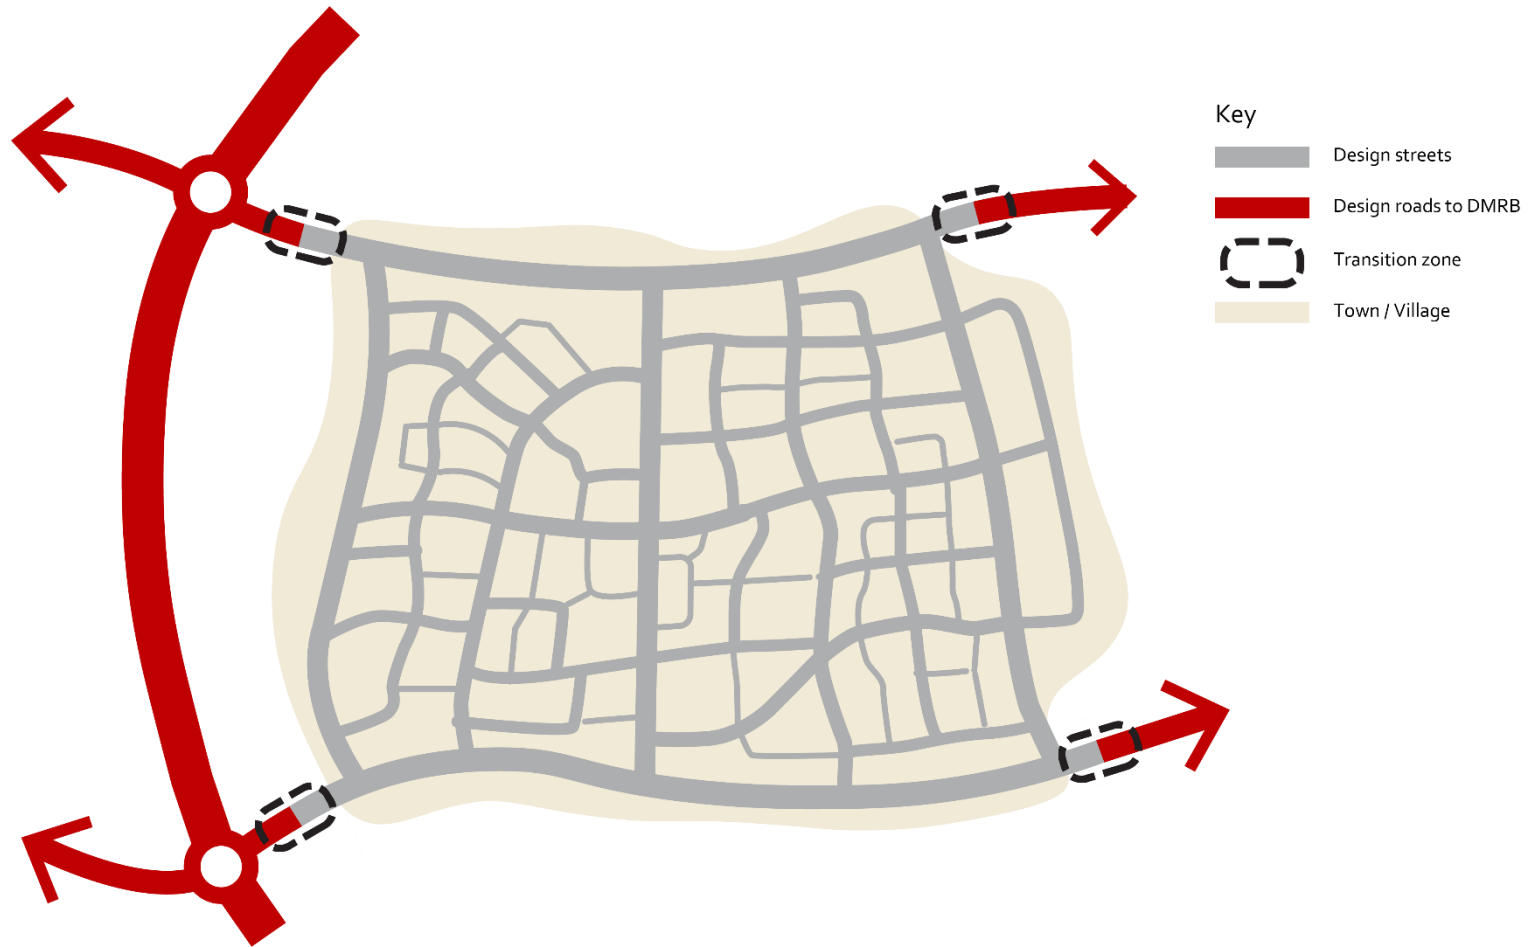 Key
Design streets
Design roads to DMRB
Transition zone
Town / Village